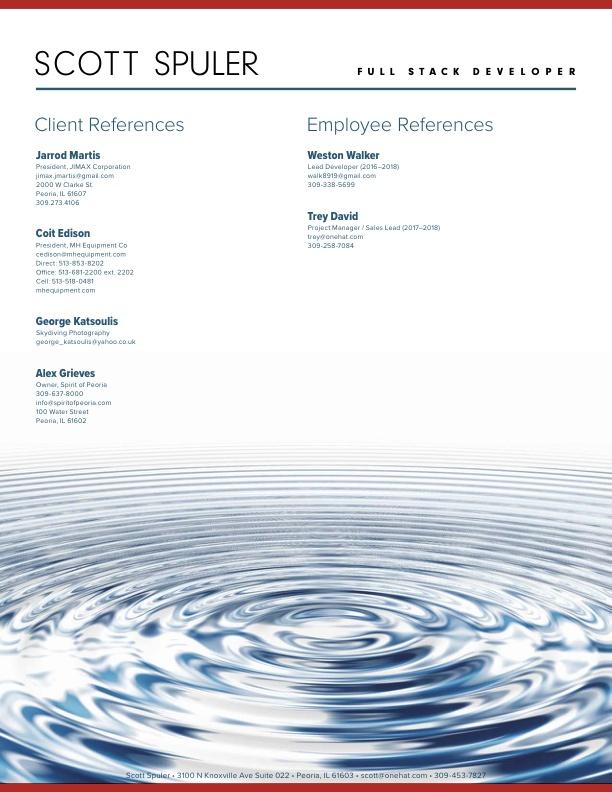 SCOTT SPULER
FULL STACK DEVELOPER
Client References
Jarrod Martis
President, JIMAX Corporation
jimax.jmartis@gmail.com
2000 W Clarke St.
Peoria, IL 61607
309.273.4106
Coit Edison
President, MH Equipment Co
cedison@mhequipment.com
Direct: 513-853-8202
Office: 513-681-2200 ext. 2202
Cell: 513-518-0481
mhequipment.com
George Katsoulis
Skydiving Photography
george_katsoulis@yahoo.co.uk
Alex Grieves
Owner, Spirit of Peoria
309-637-8000
info@spiritofpeoria.com
100 Water Street
Peoria, IL 61602
Employee References
Weston Walker
Lead Developer (2016–2018)
walk8919@gmail.com
309-338-5699
Trey David
Project Manager / Sales Lead (2017–2018)
trey@onehat.com
309-258-7084
Scott Spuler • 3100 N Knoxville Ave Suite 022 • Peoria, IL 61603 • scott@onehat.com • 309-453-7827